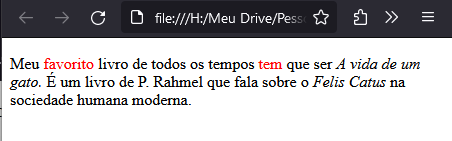 file:///H:/Meu Drive/Pess
Meu favorito livro de todos os tempos tem que ser A vida de um
gato. É um livro de P. Rahmel que fala sobre o Felis Catus na
sociedade humana moderna.